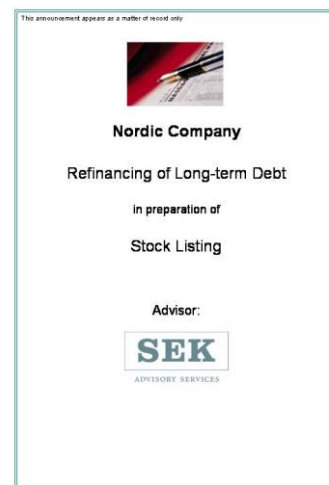 This announcement appears as a matter of record only
Nordic Company
Refinancing of Long-term Debt
in preparation of
Stock Listing
Advisor:
SEK
ADVISORY SERVICES